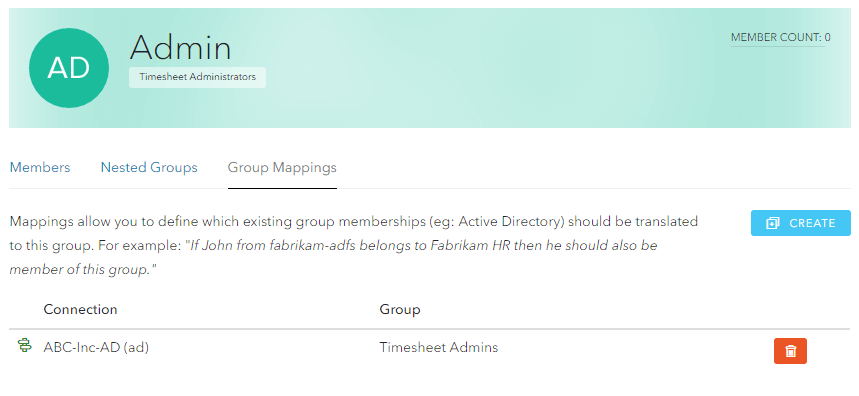 AD
Admin
MEMBER COUNT: 0
Timesheet Administrators
Members Nested Groups Group Mappings
Mappings allow you to define which existing group memberships (eg: Active Directory) should be translated
to this group. For example: "If John from fabrikam-adfs belongs to Fabrikam HR then he should also be
member of this group."
CREATE
Connection Group
ABC-Inc-AD (ad) Timesheet Admins